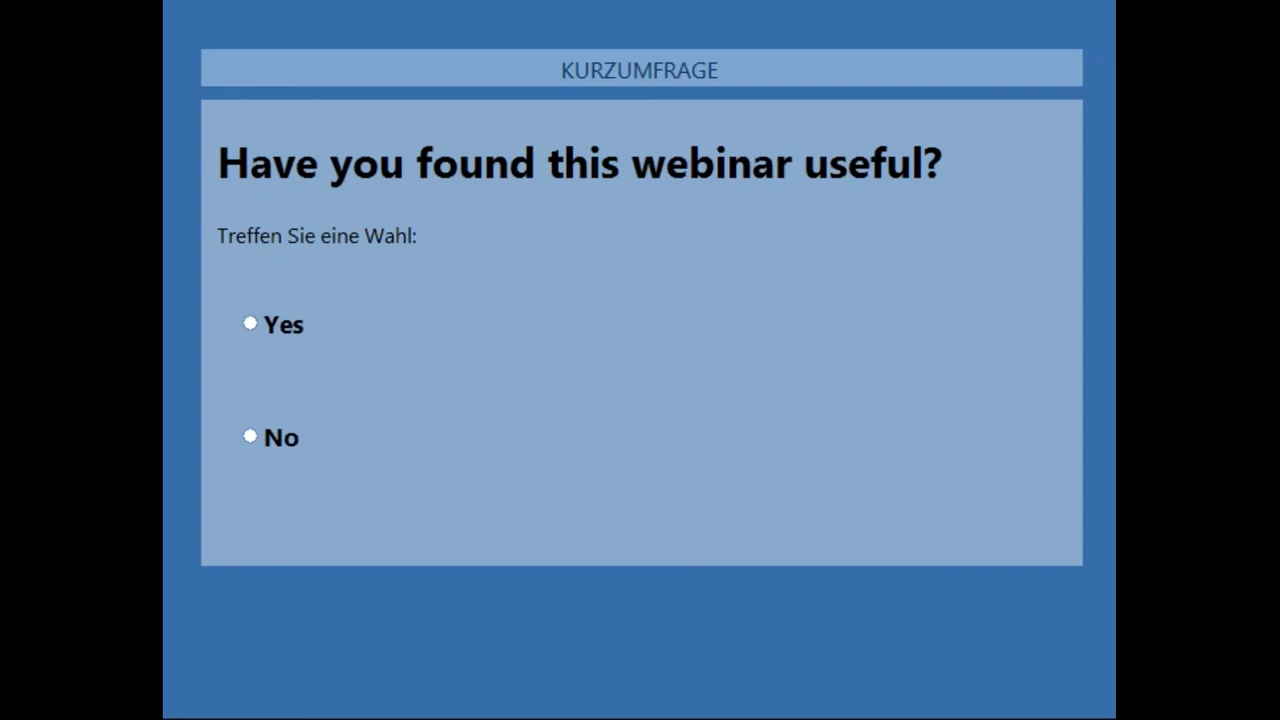 KURZUMFRAGE
Have you found this webinar useful?
Treffen Sie eine Wahl:
Yes
No